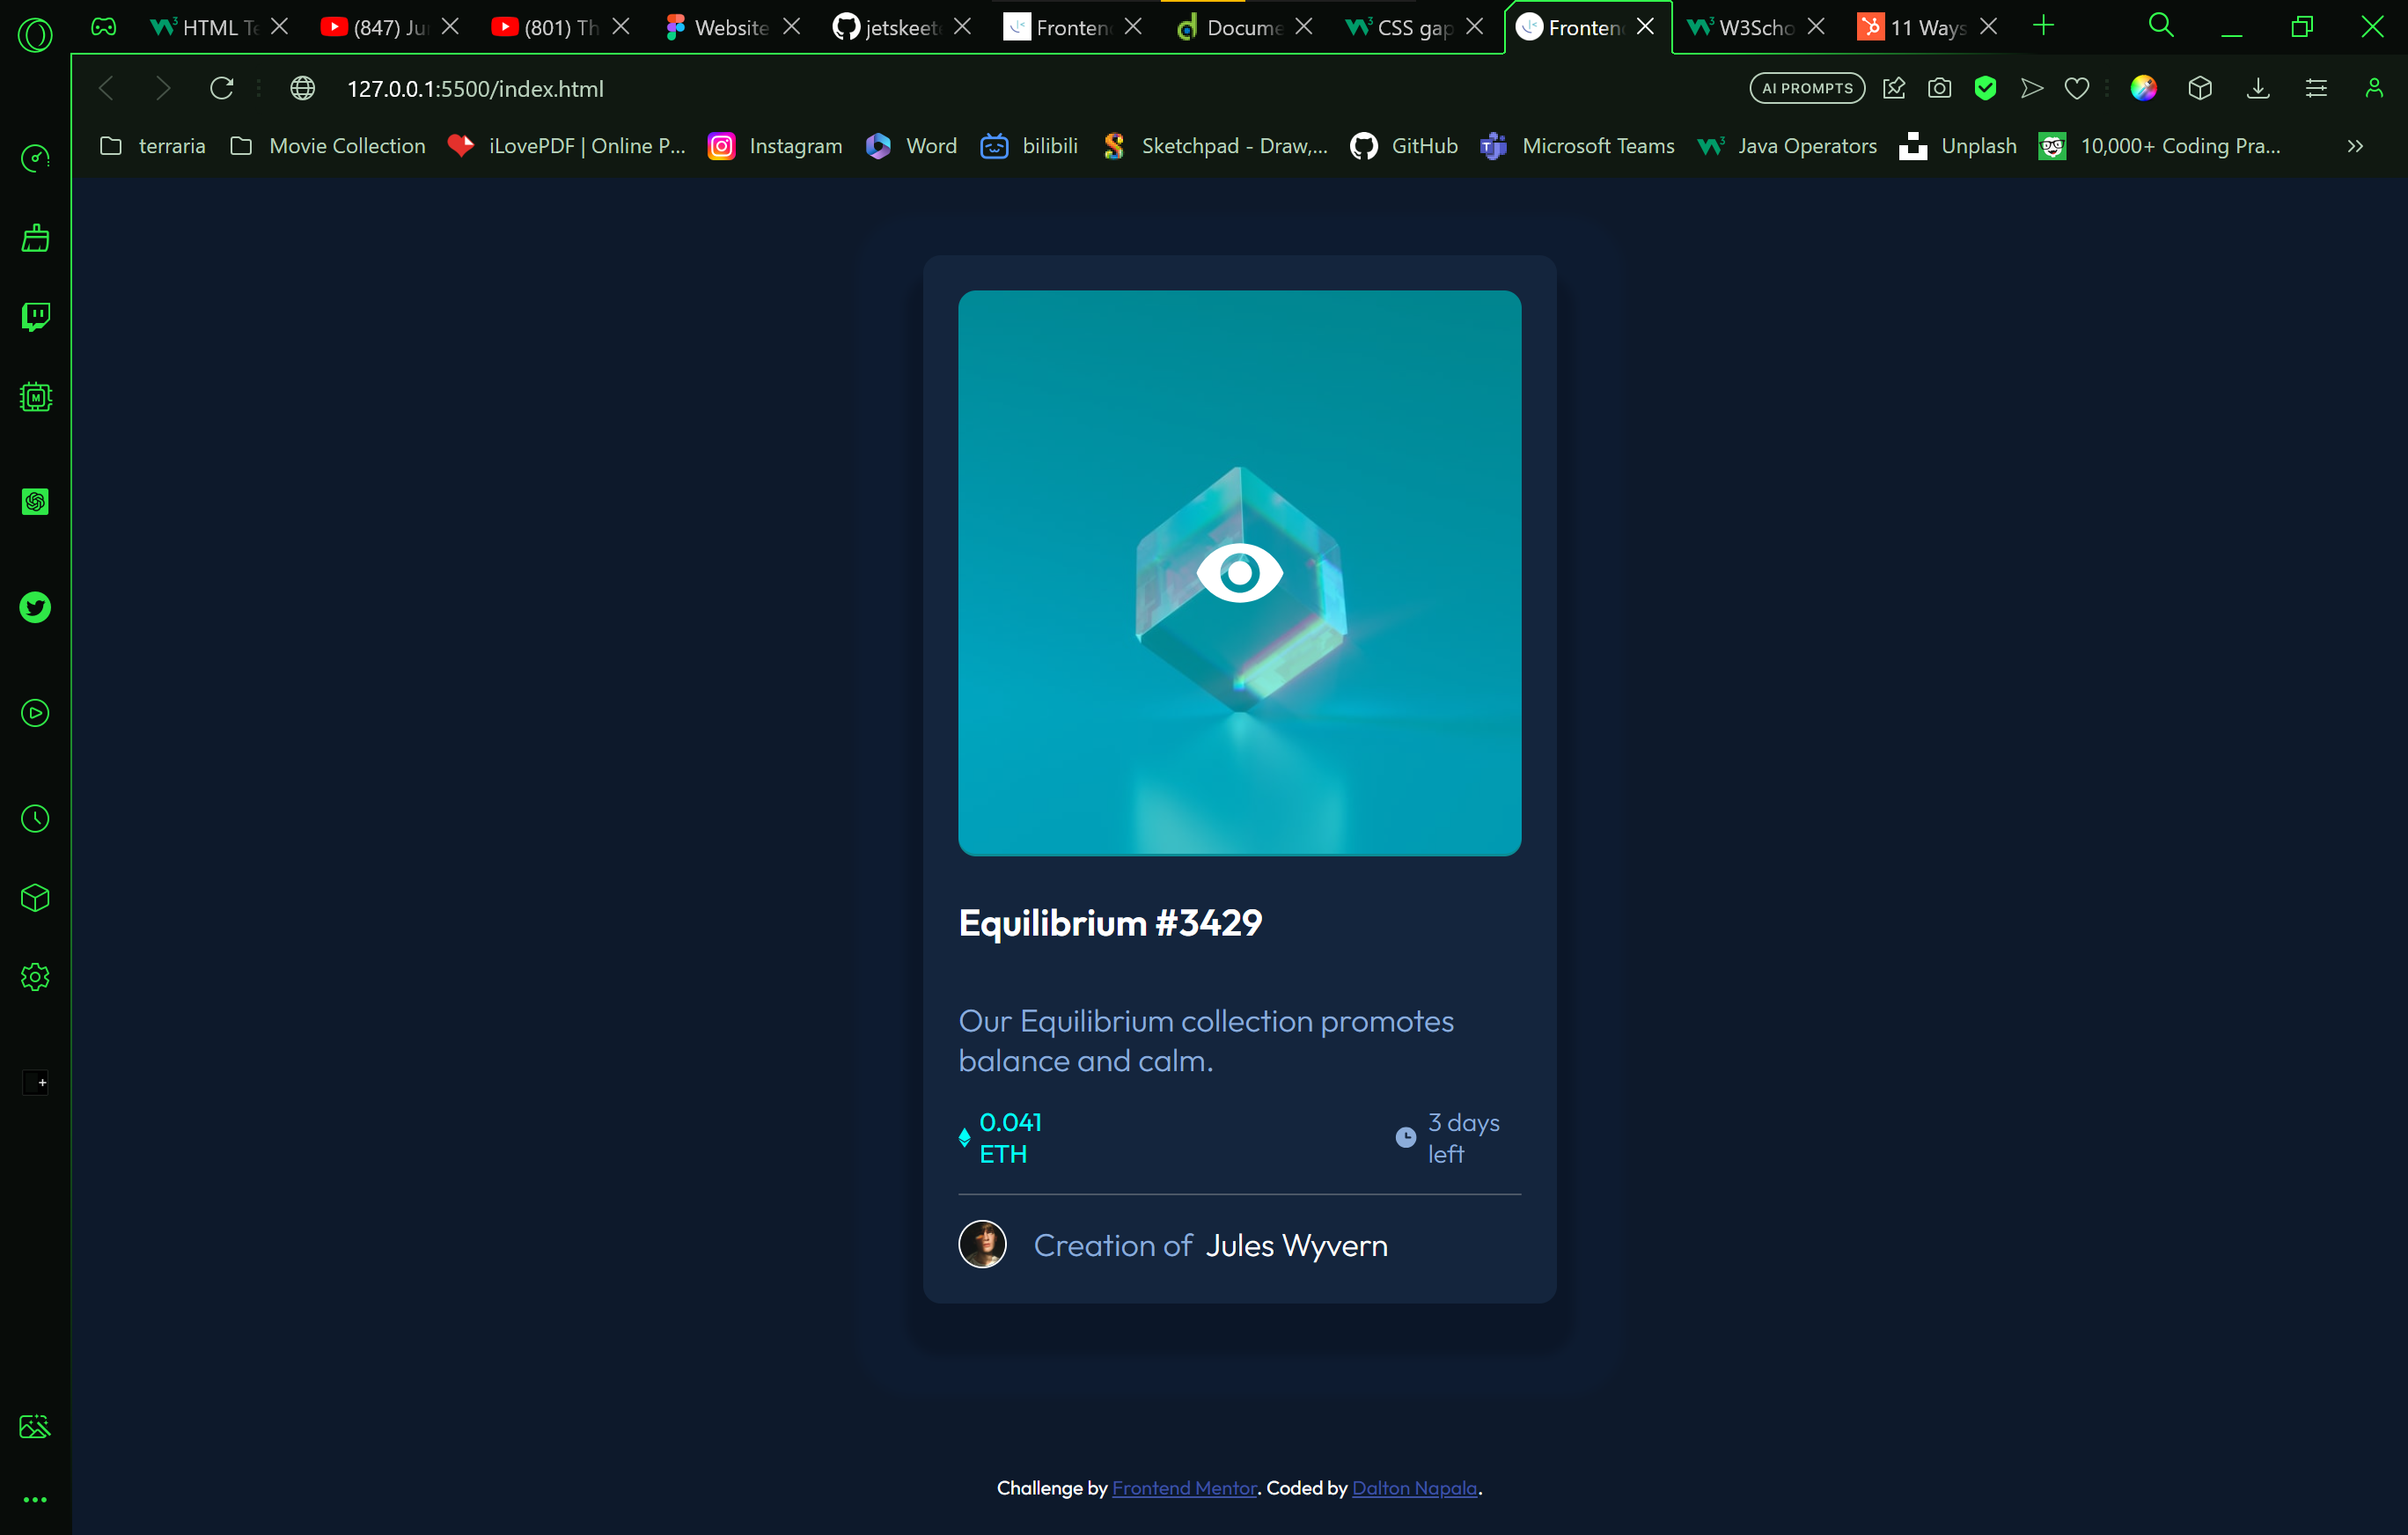 HTML Te
(847) Ju
(801) Th
Website
jetskeet
Fronten
Docume
CSS gap
Fronten
W3Scho
11 Ways
127.0.0.1:5500/index.html
AI PROMPTS
terraria
Movie Collection
iLovePDF | Online P...
Instagram
Word
bilibili
Sketchpad - Draw,...
GitHub
Microsoft Teams
Java Operators
Unplash
10,000+ Coding Pra...
Equilibrium #3429
Our Equilibrium collection promotes
balance and calm.
0.041
ETH
3 days
left
Creation of Jules Wyvern
Challenge by Frontend Mentor. Coded by Dalton Napala.